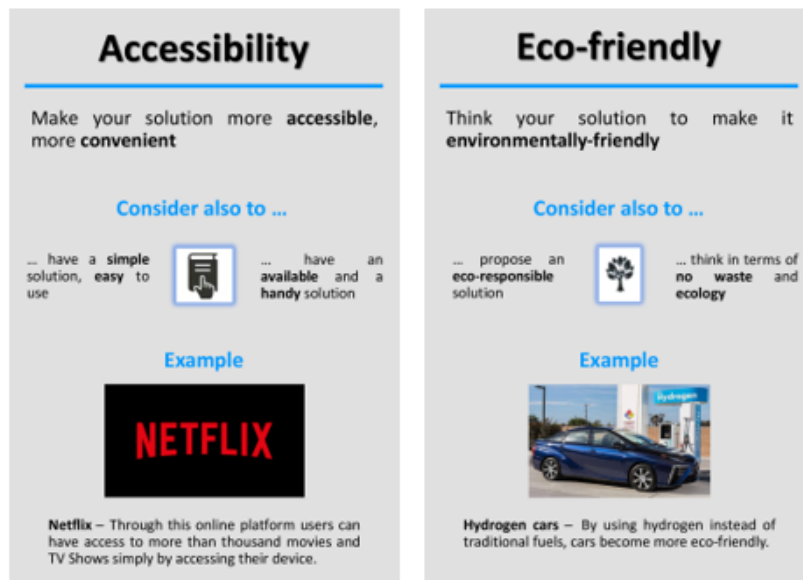 Accessibility
Make your solution more accessible,
more convenient
Consider also to ...
... have a simple
solution, easy to
use
... have an
available and a
handy solution
Example
NETFLIX
Netflix – Through this online platform users can
have access to more than thousand movies and
TV Shows simply by accessing their device.
Eco-friendly
Think your solution to make it
environmentally-friendly
Consider also to ...
... propose an
eco-responsible
solution
... think in terms of
no waste and
ecology
Example
Hydrogen
Hydrogen cars – By using hydrogen instead of
traditional fuels, cars become more eco-friendly.